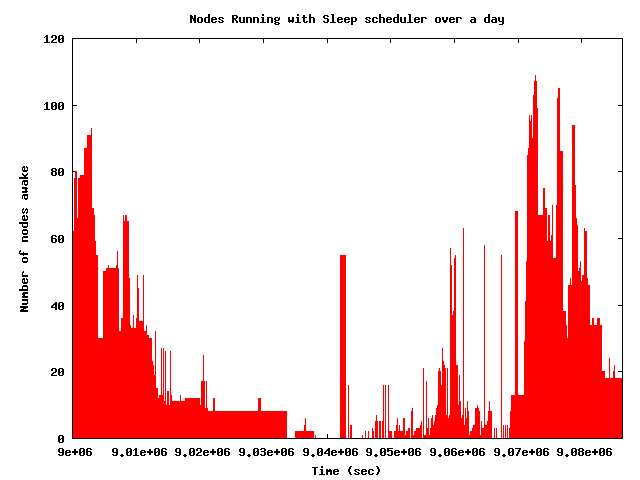 Nodes Running with Sleep scheduler over a day
120
100
80
60
40
20
0
Number of nodes awake
9e+06 9.01e+06 9.02e+06 9.03e+06 9.04e+06 9.05e+06 9.06e+06 9.07e+06 9.08e+06
Time (sec)